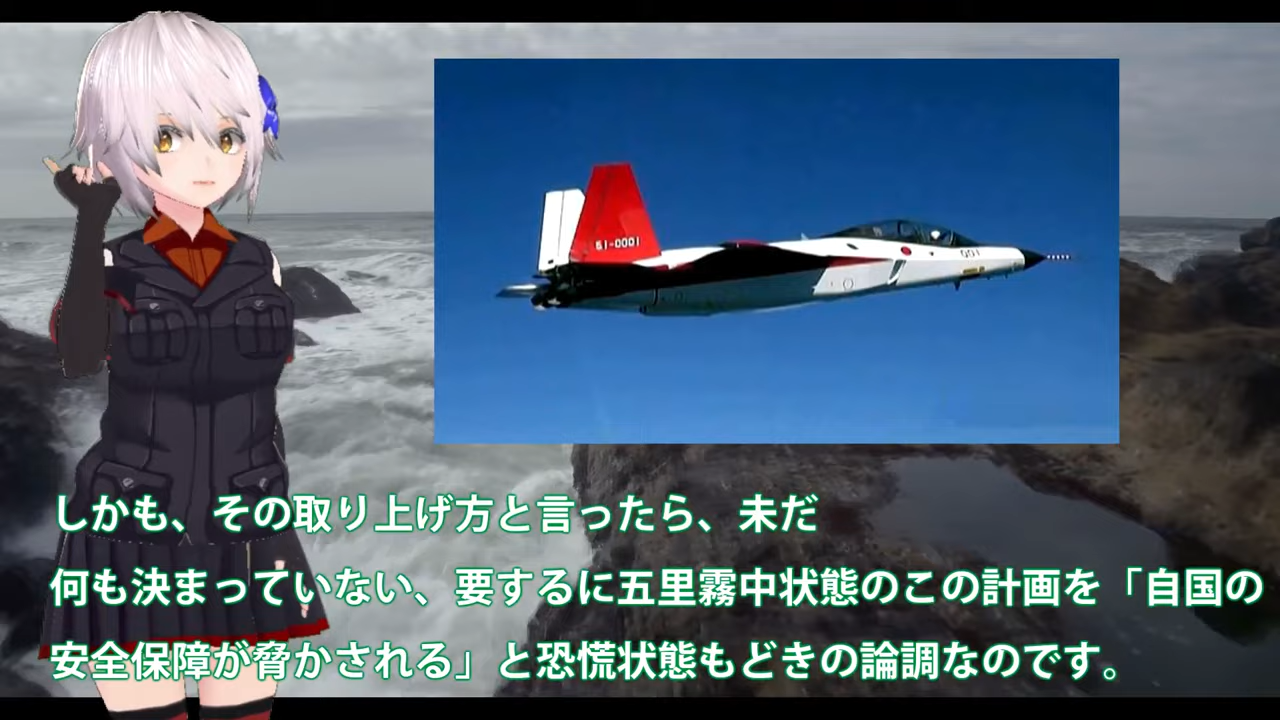 51-0001
001
しかも、その取り上げ方と言ったら、未だ
何も決まっていない、要するに五里霧中状態のこの計画を「自国の
安全保障が脅かされる」と恐慌状態もどきの論調なのです。